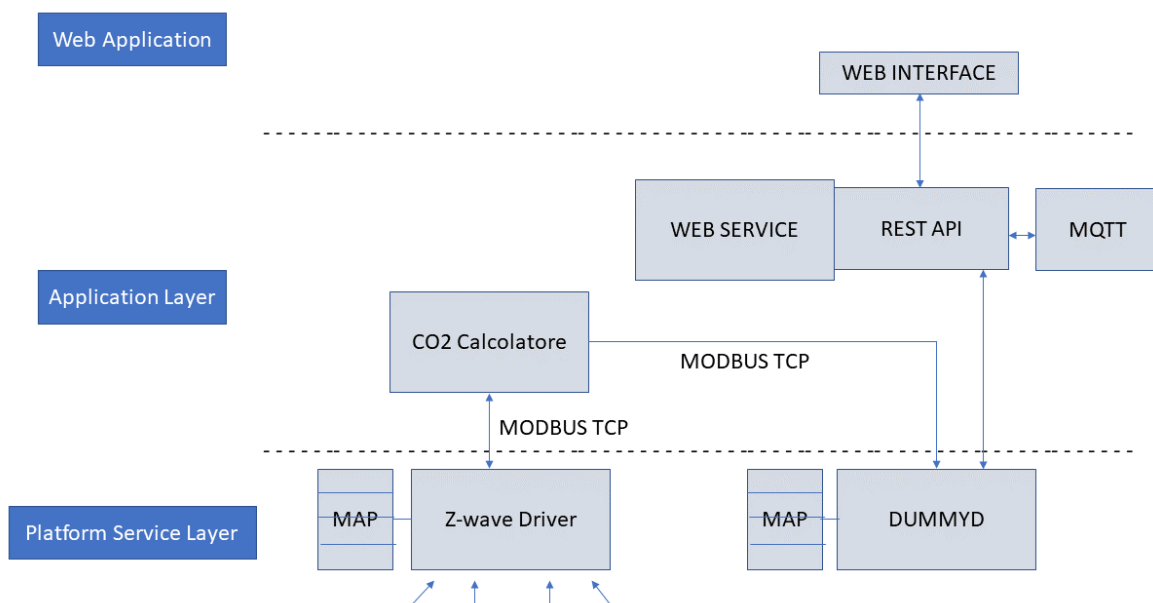 Web Application
WEB INTERFACE
WEB SERVICE
REST API
MQTT
Application Layer
CO2 Calcolatore
MODBUS TCP
MODBUS TCP
MAP
Z-wave Driver
MAP
DUMMYD
Platform Service Layer